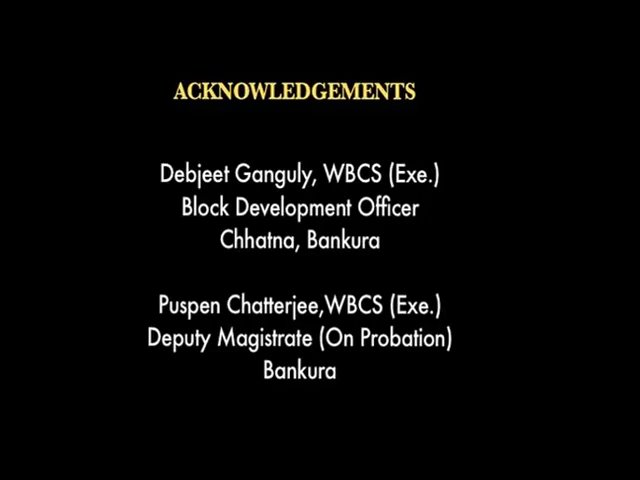 ACKNOWLEDGEMENTS
Debjeet Ganguly, WBCS (Exe.)
Block Development Officer
Chhatna, Bankura
Puspen Chatterjee,WBCS (Exe.)
Deputy Magistrate (On Probation)
Bankura